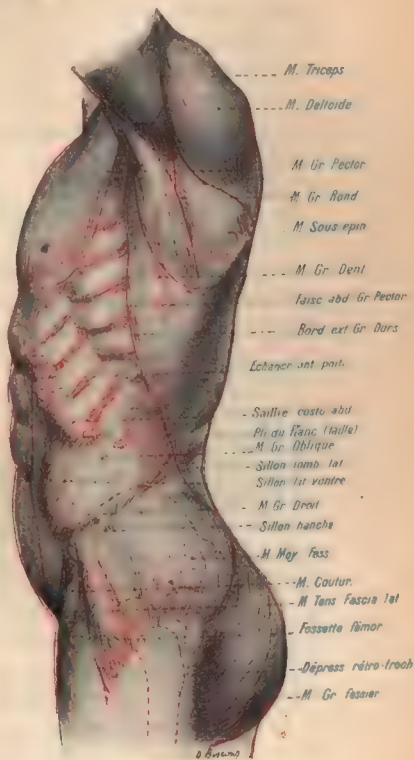 M. Triceps
M. Deltoïde
M Gr Pector
M Gr Rond
M Sous epin
M Gr Dent
Faisc abd Gr Pector
Bord ext Gr Dors
Echancr ant poit.
Saillie costo abd
Pli du flanc (taille)
M Gr Oblique
Sillon lomb lat
Sillon lat ventre
M Gr Droit
Sillon hanche
M Moy Fess
M. Coutur.
M Tens Fascia lat
Fossette fémor
Dépress rétro-troch
M Gr fessier